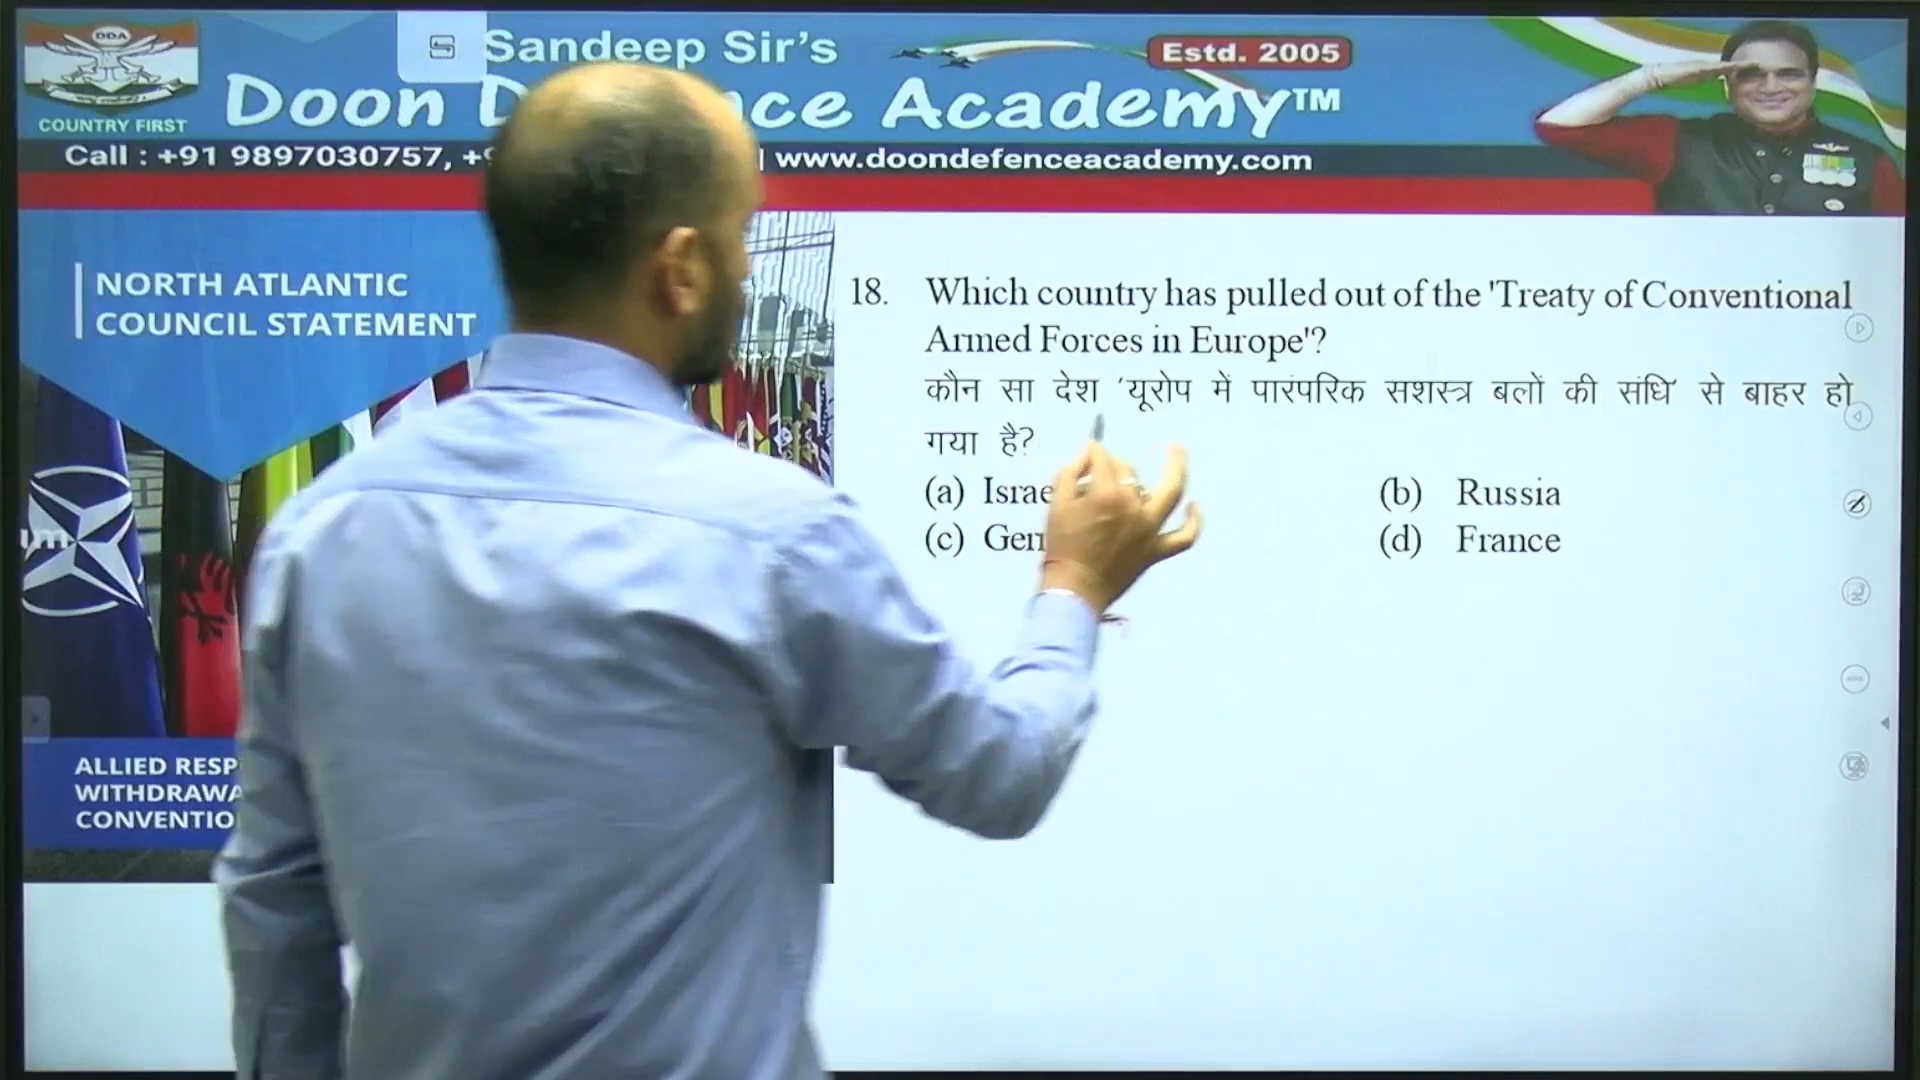 DDA
COUNTRY FIRST
Sandeep Sir's
Estd. 2005
Doon Academy™
Call : +91 9897030757, | www.doondefenceacademy.com
NORTH ATLANTIC
COUNCIL STATEMENT
ALLIED
WITHDRAWA
CONVENTIO
18. Which country has pulled out of the 'Treaty of Conventional
Armed Forces in Europe'?
कौन सा देश 'यूरोप में पारंपरिक सशस्त्र बलों की संधि' से बाहर हो
गया है?
(a) Israe
(b) Russia
(c) Ger
(d) France